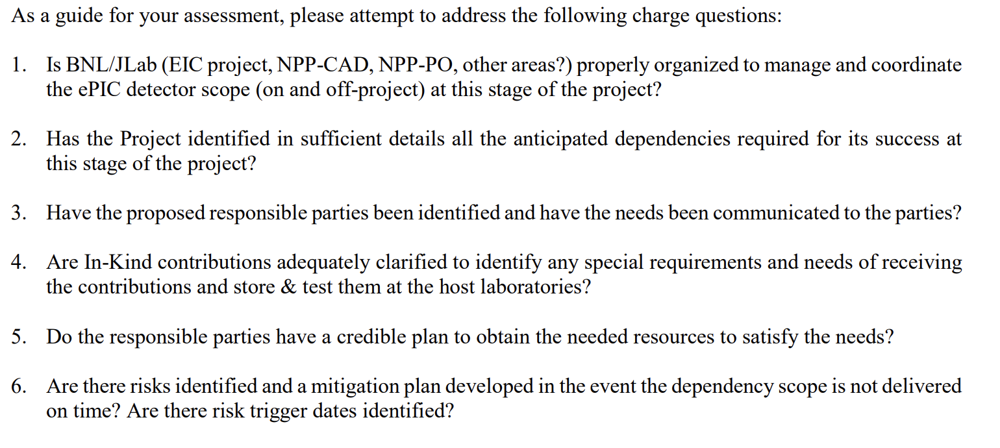 As a guide for your assessment, please attempt to address the following charge questions:
1. Is BNL/JLab (EIC project, NPP-CAD, NPP-PO, other areas?) properly organized to manage and coordinate
the ePIC detector scope (on and off-project) at this stage of the project?
2. Has the Project identified in sufficient details all the anticipated dependencies required for its success at
this stage of the project?
3. Have the proposed responsible parties been identified and have the needs been communicated to the parties?
4. Are In-Kind contributions adequately clarified to identify any special requirements and needs of receiving
the contributions and store & test them at the host laboratories?
5. Do the responsible parties have a credible plan to obtain the needed resources to satisfy the needs?
6. Are there risks identified and a mitigation plan developed in the event the dependency scope is not delivered
on time? Are there risk trigger dates identified?